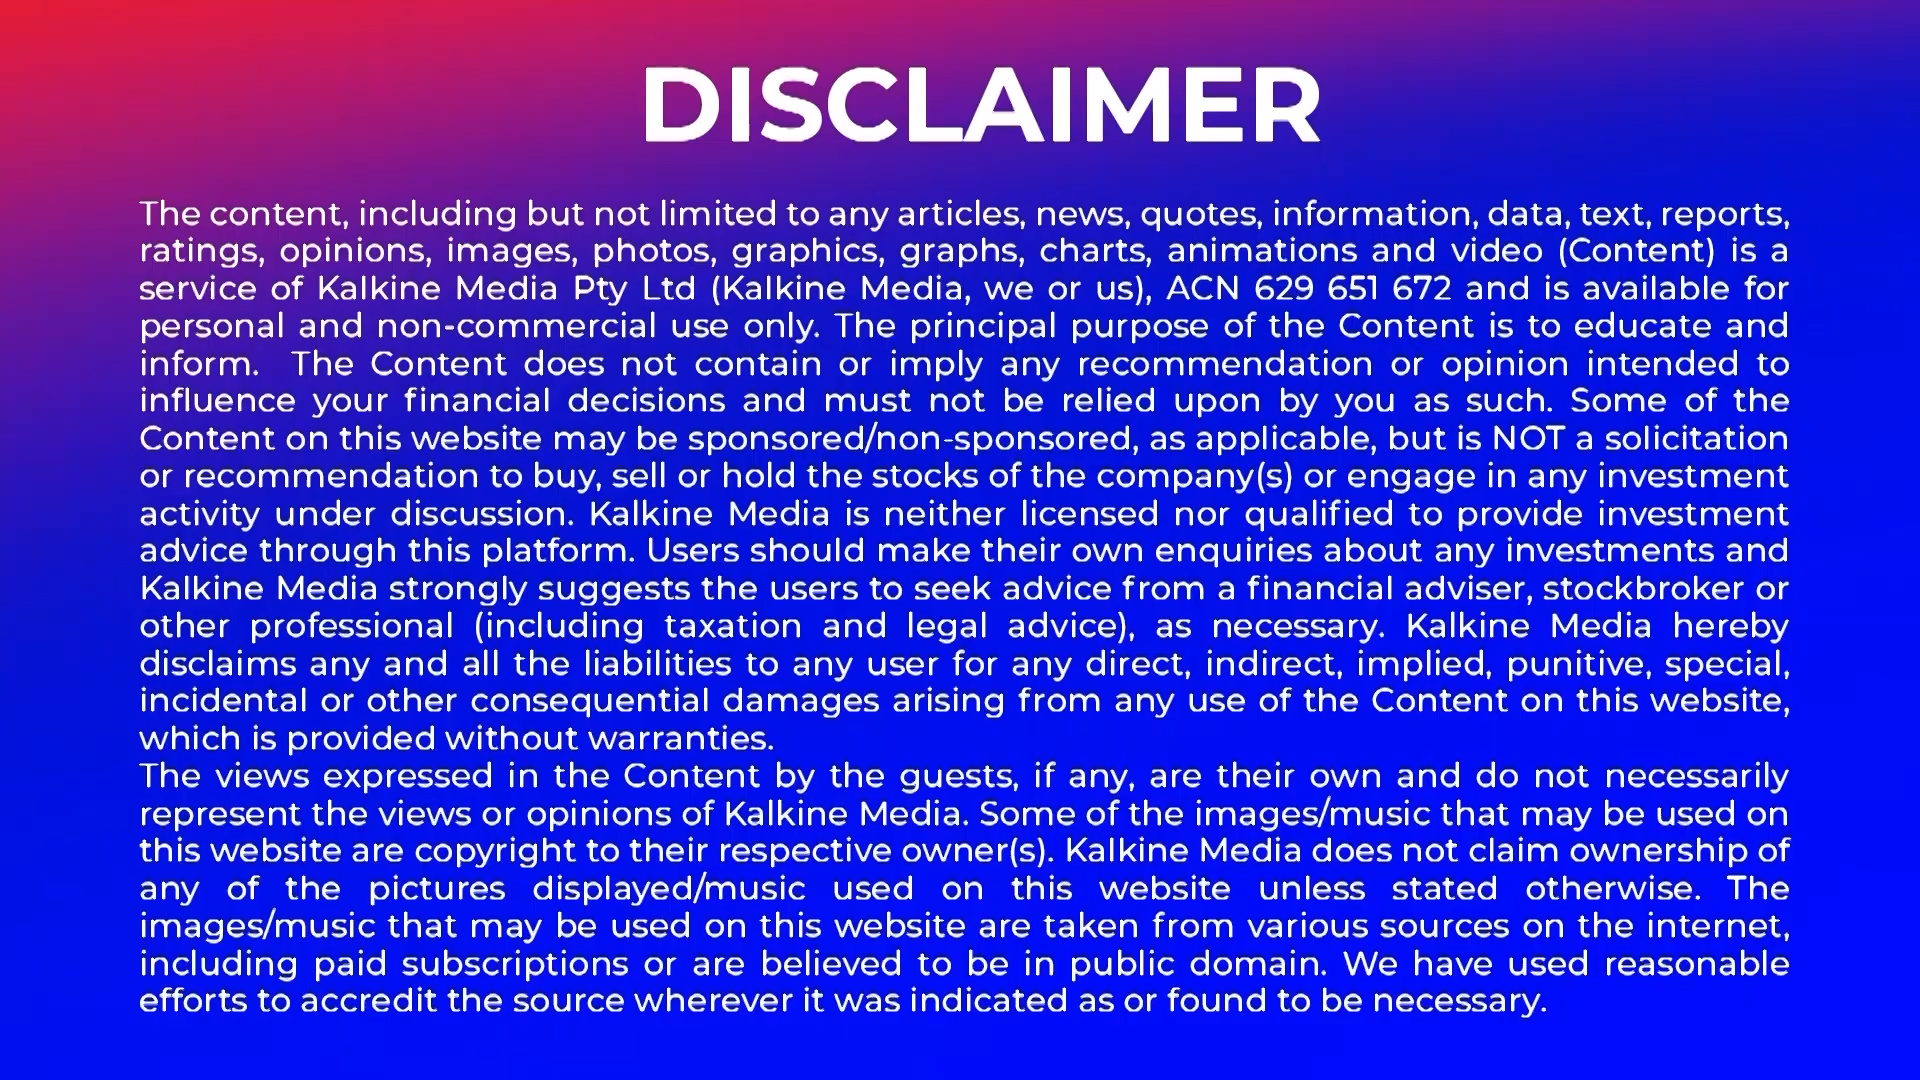 DISCLAIMER
The content, including but not limited to any articles, news, quotes, information, data, text, reports,
ratings, opinions, images, photos, graphics, graphs, charts, animations and video (Content) is a
service of Kalkine Media Pty Ltd (Kalkine Media, we or us), ACN 629 651 672 and is available for
personal and non-commercial use only. The principal purpose of the Content is to educate and
inform.  The Content does not contain or imply any recommendation or opinion intended to
influence your financial decisions and must not be relied upon by you as such. Some of the
Content on this website may be sponsored/non-sponsored, as applicable, but is NOT a solicitation
or recommendation to buy, sell or hold the stocks of the company(s) or engage in any investment
activity under discussion. Kalkine Media is neither licensed nor qualified to provide investment
advice through this platform. Users should make their own enquiries about any investments and
Kalkine Media strongly suggests the users to seek advice from a financial adviser, stockbroker or
other professional (including taxation and legal advice), as necessary. Kalkine Media hereby
disclaims any and all the liabilities to any user for any direct, indirect, implied, punitive, special,
incidental or other consequential damages arising from any use of the Content on this website,
which is provided without warranties.
The views expressed in the Content by the guests, if any, are their own and do not necessarily
represent the views or opinions of Kalkine Media. Some of the images/music that may be used on
this website are copyright to their respective owner(s). Kalkine Media does not claim ownership of
any of the pictures displayed/music used on this website unless stated otherwise. The
images/music that may be used on this website are taken from various sources on the internet,
including paid subscriptions or are believed to be in public domain. We have used reasonable
efforts to accredit the source wherever it was indicated as or found to be necessary.